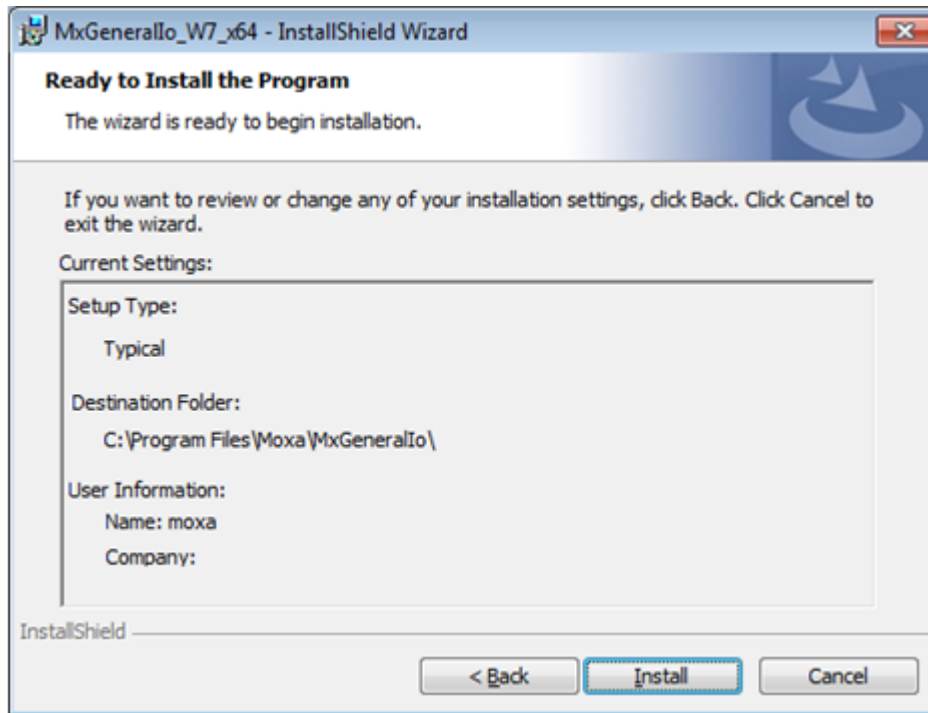 MxGeneralIo_W7_x64 - InstallShield Wizard
Ready to Install the Program
The wizard is ready to begin installation.
If you want to review or change any of your installation settings, click Back. Click Cancel to
exit the wizard.
Current Settings:
Setup Type:
Typical
Destination Folder:
C:\Program Files\Moxa\MxGeneralIo\
User Information:
Name: moxa
Company:
InstallShield
< Back
Install
Cancel